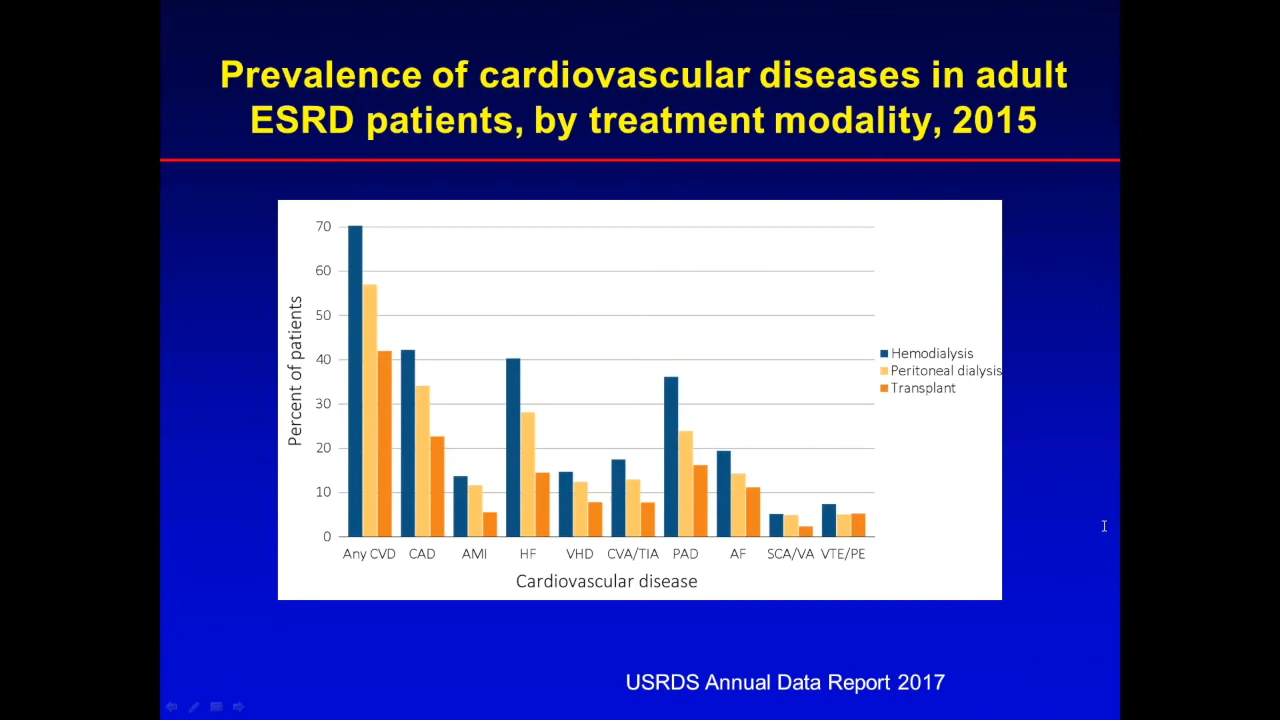 Prevalence of cardiovascular diseases in adult
ESRD patients, by treatment modality, 2015
70
60
50
40
30
20
10
0
Percent of patients
Any CVD CAD AMI HF VHD CVA/TIA PAD AF SCA/VA VTE/PE
Cardiovascular disease
Hemodialysis
Peritoneal dialysis
Transplant
USRDS Annual Data Report 2017